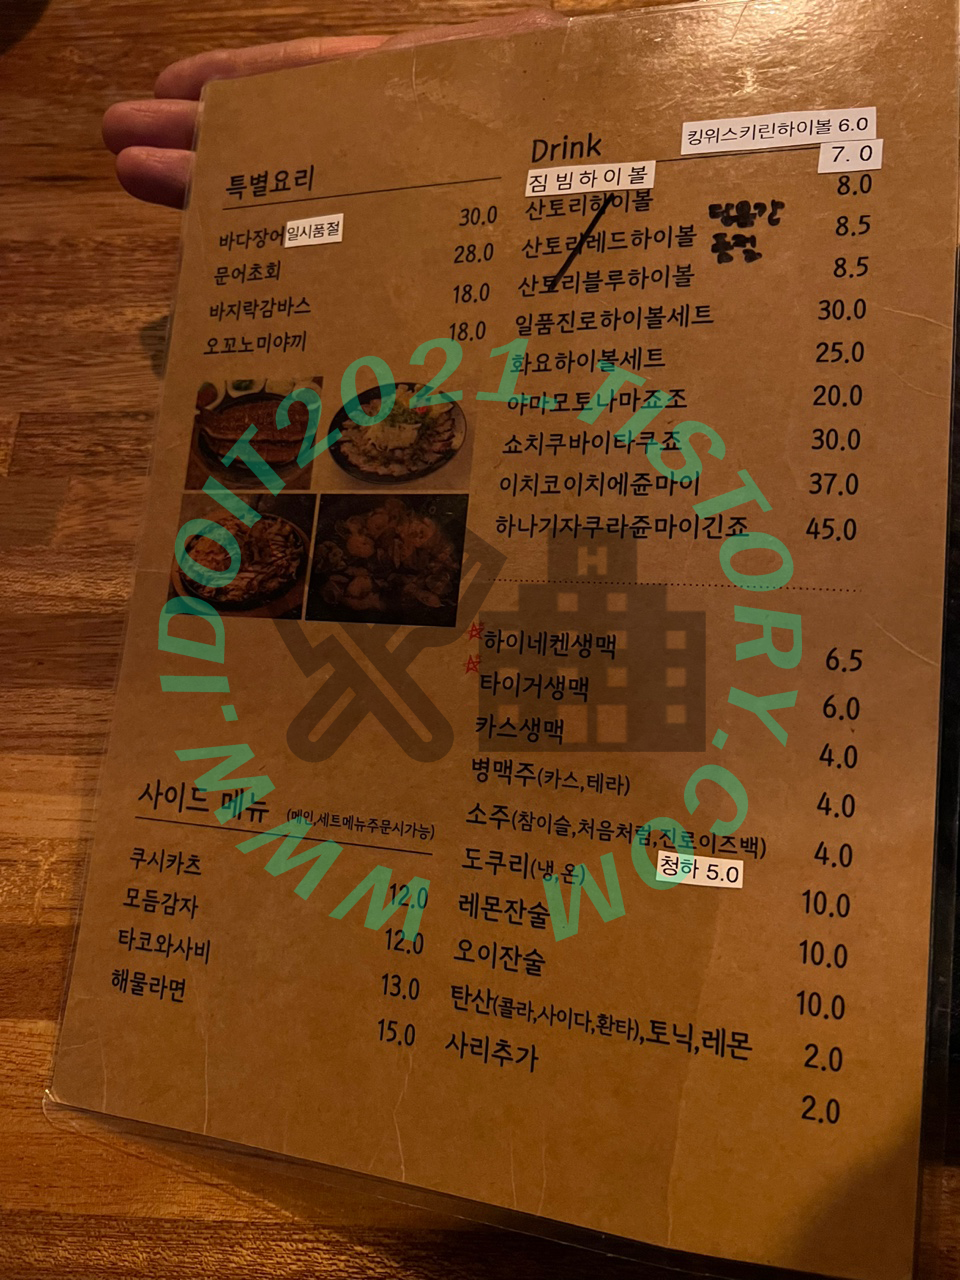 특별요리
바다장어 일시품절 30.0
문어초회 28.0
바지락감바스 18.0
오꼬노미야끼 18.0
사이드 메뉴 (메인,세트메뉴주문시가능)
쿠시카츠 12.0
모듬감자 12.0
타코와사비 13.0
해물라면 15.0
Drink
킹위스키린하이볼 6.0
짐빔하이볼 7.0
산토리하이볼 8.0
산토리레드하이볼 8.5
당분간
품절
산토리블루하이볼 8.5
일품진로하이볼세트 30.0
화요하이볼세트 25.0
야마모토나마죠조 20.0
쇼치쿠바이타쿠죠 30.0
이치코이치에쥰마이 37.0
하나기자쿠라쥰마이긴죠 45.0
하이네켄생맥 6.5
타이거생맥 6.0
카스생맥 4.0
병맥주(카스,테라) 4.0
소주(참이슬,처음처럼,진로이즈백) 4.0
청하 5.0
도쿠리(냉,온) 10.0
레몬잔술 10.0
오이잔술 10.0
탄산(콜라,사이다,환타),토닉,레몬 2.0
사리추가 2.0
WWW.IDOIT2021.TISTORY.COM